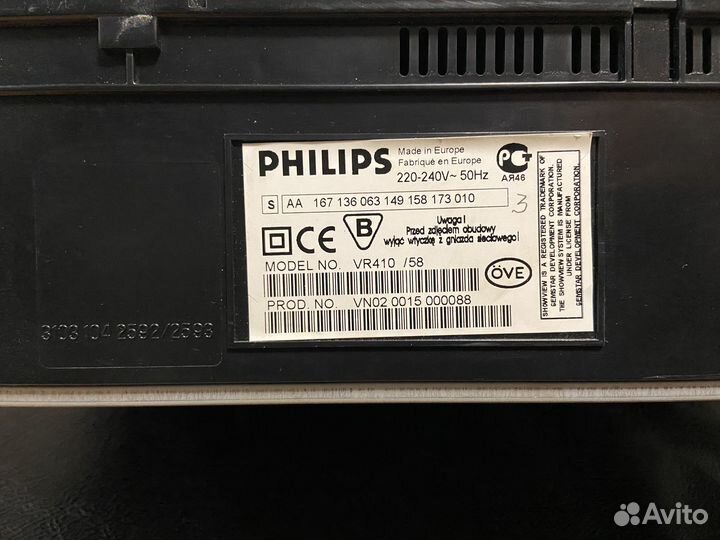 PHILIPS
Made in Europe
Fabriqué en Europe
220-240V~ 50Hz
РСТ
АЯ46
S AA 167 136 063 149 158 173 010
3
CE
B
Uwaga!
Przed zdjęciem obudowy
wyjąć wtyczkę z gniazda sieciowego!
MODEL NO. VR410 /58
ÖVE
PROD. NO. VN02 0015 000088
SHOWVIEW IS A REGISTERED TRADEMARK OF
GEMSTAR DEVELOPMENT CORPORATION.
THE SHOWVIEW SYSTEM IS MANUFACTURED
UNDER LICENSE FROM
GEMSTAR DEVELOPMENT CORPORATION.
3103 104 2592/2593
Avito